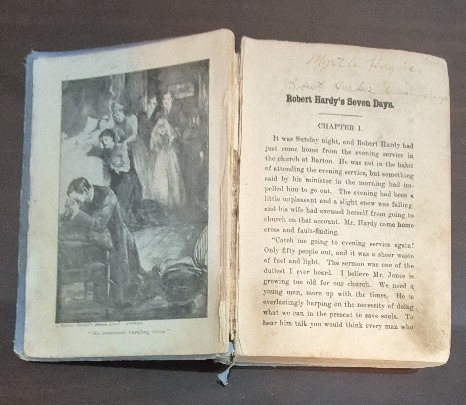 Robert Hardy's Seven Days.
CHAPTER I.
It was Sunday night, and Robert Hardy had
just come home from the evening service in
the church at Barton. He was not in the habit
of attending the evening service, but something
said by his minister in the morning had im-
pelled him to go out. The evening had been a
little unpleasant and a slight snow was falling,
and his wife had excused herself from going to
church on that account. Mr. Hardy came home
cross and fault-finding.
"Catch me going to evening service again!
Only fifty people out, and it was a sheer waste
of fuel and light. The sermon was one of the
dullest I ever heard. I believe Mr. Jones is
growing too old for our church. We need a
young man, more up with the times. He is
everlastingly harping on the necessity of doing
what we can in the present to save souls. To
hear him talk you would think every man who